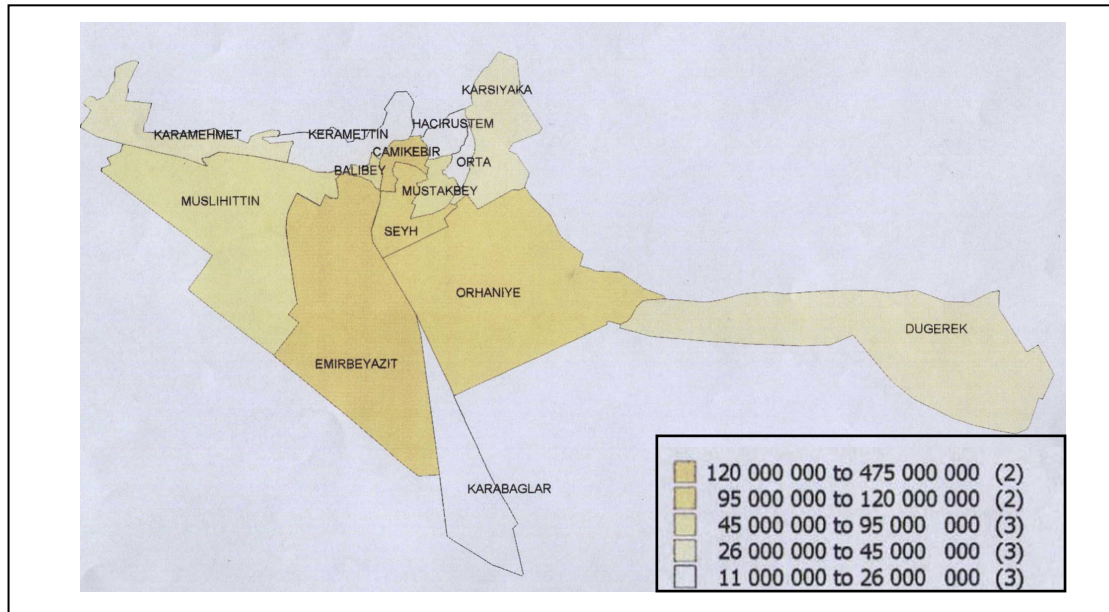 KARSIYAKA
HACIRUSTEM
KARAMEHMET
KERAMETTIN
CAMIKEBIR
ORTA
BALIBEY
MUSTAKBEY
MUSLIHITTIN
SEYH
ORHANIYE
DUGEREK
EMIRBEYAZIT
KARABAGLAR
120 000 000 to 475 000 000 (2)
95 000 000 to 120 000 000 (2)
45 000 000 to 95 000 000 (3)
26 000 000 to 45 000 000 (3)
11 000 000 to 26 000 000 (3)